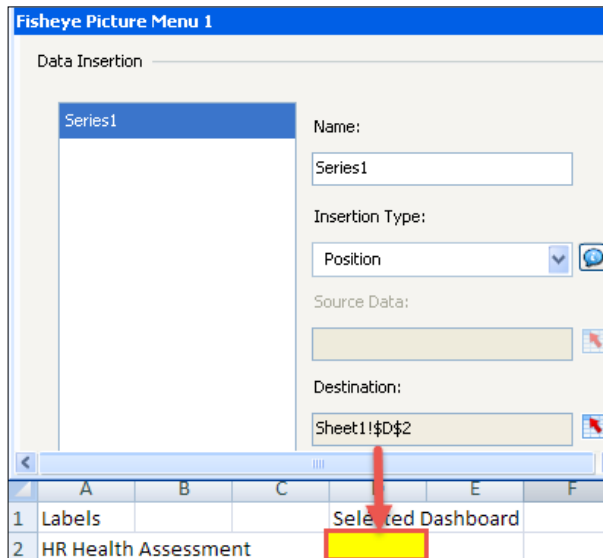 Fisheye Picture Menu 1
Data Insertion
Series1
Name:
Series1
Insertion Type:
Position
Source Data:
Destination:
Sheet1!$D$2
A B C D E F
1 Labels Selected Dashboard
2 HR Health Assessment